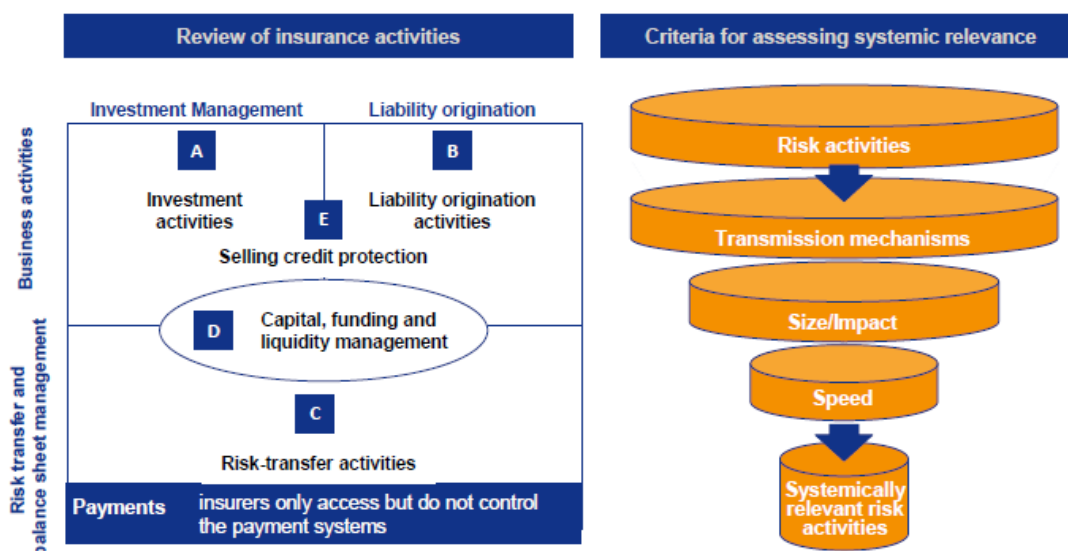 Review of insurance activities
Criteria for assessing systemic relevance
Investment Management
Liability origination
Business activities
A
B
Investment
activities
Liability origination
activities
E
Selling credit protection
D
Capital, funding and
liquidity management
Risk transfer and
balance sheet management
C
Risk-transfer activities
Payments
insurers only access but do not control
the payment systems
Risk activities
Transmission mechanisms
Size/Impact
Speed
Systemically
relevant risk
activities